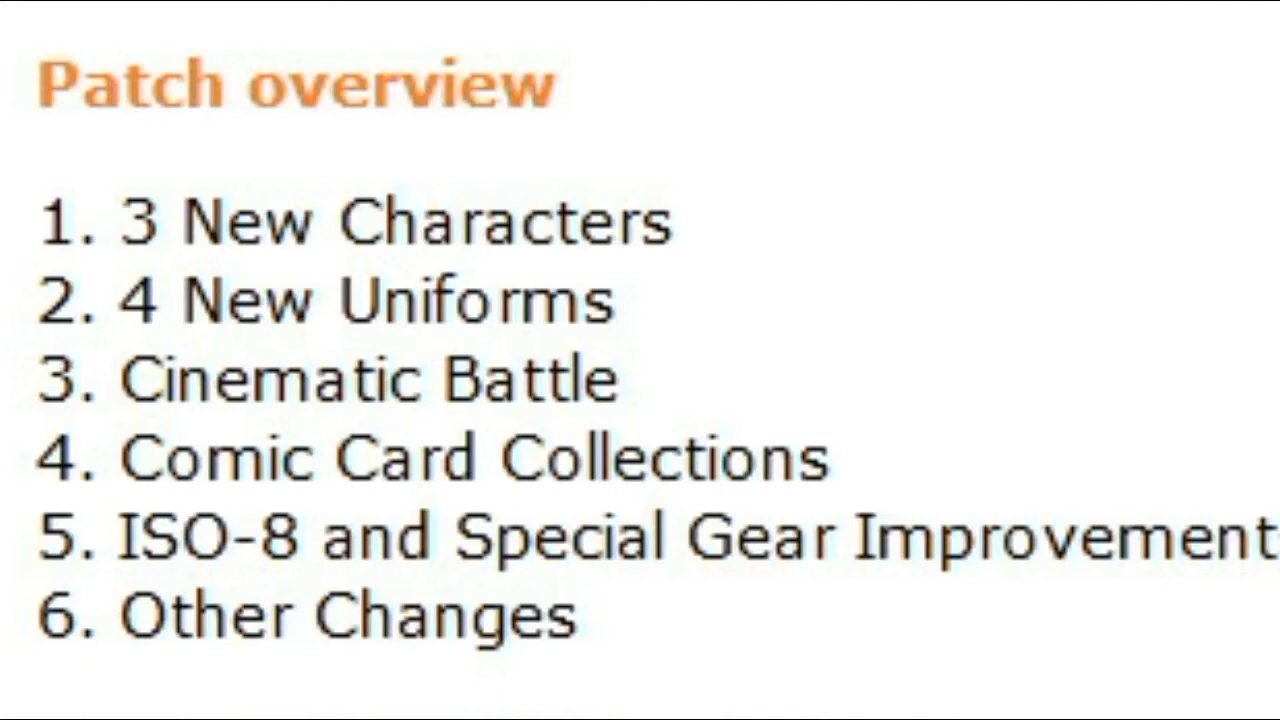 Patch overview
1. 3 New Characters
2. 4 New Uniforms
3. Cinematic Battle
4. Comic Card Collections
5. ISO-8 and Special Gear Improvement
6. Other Changes